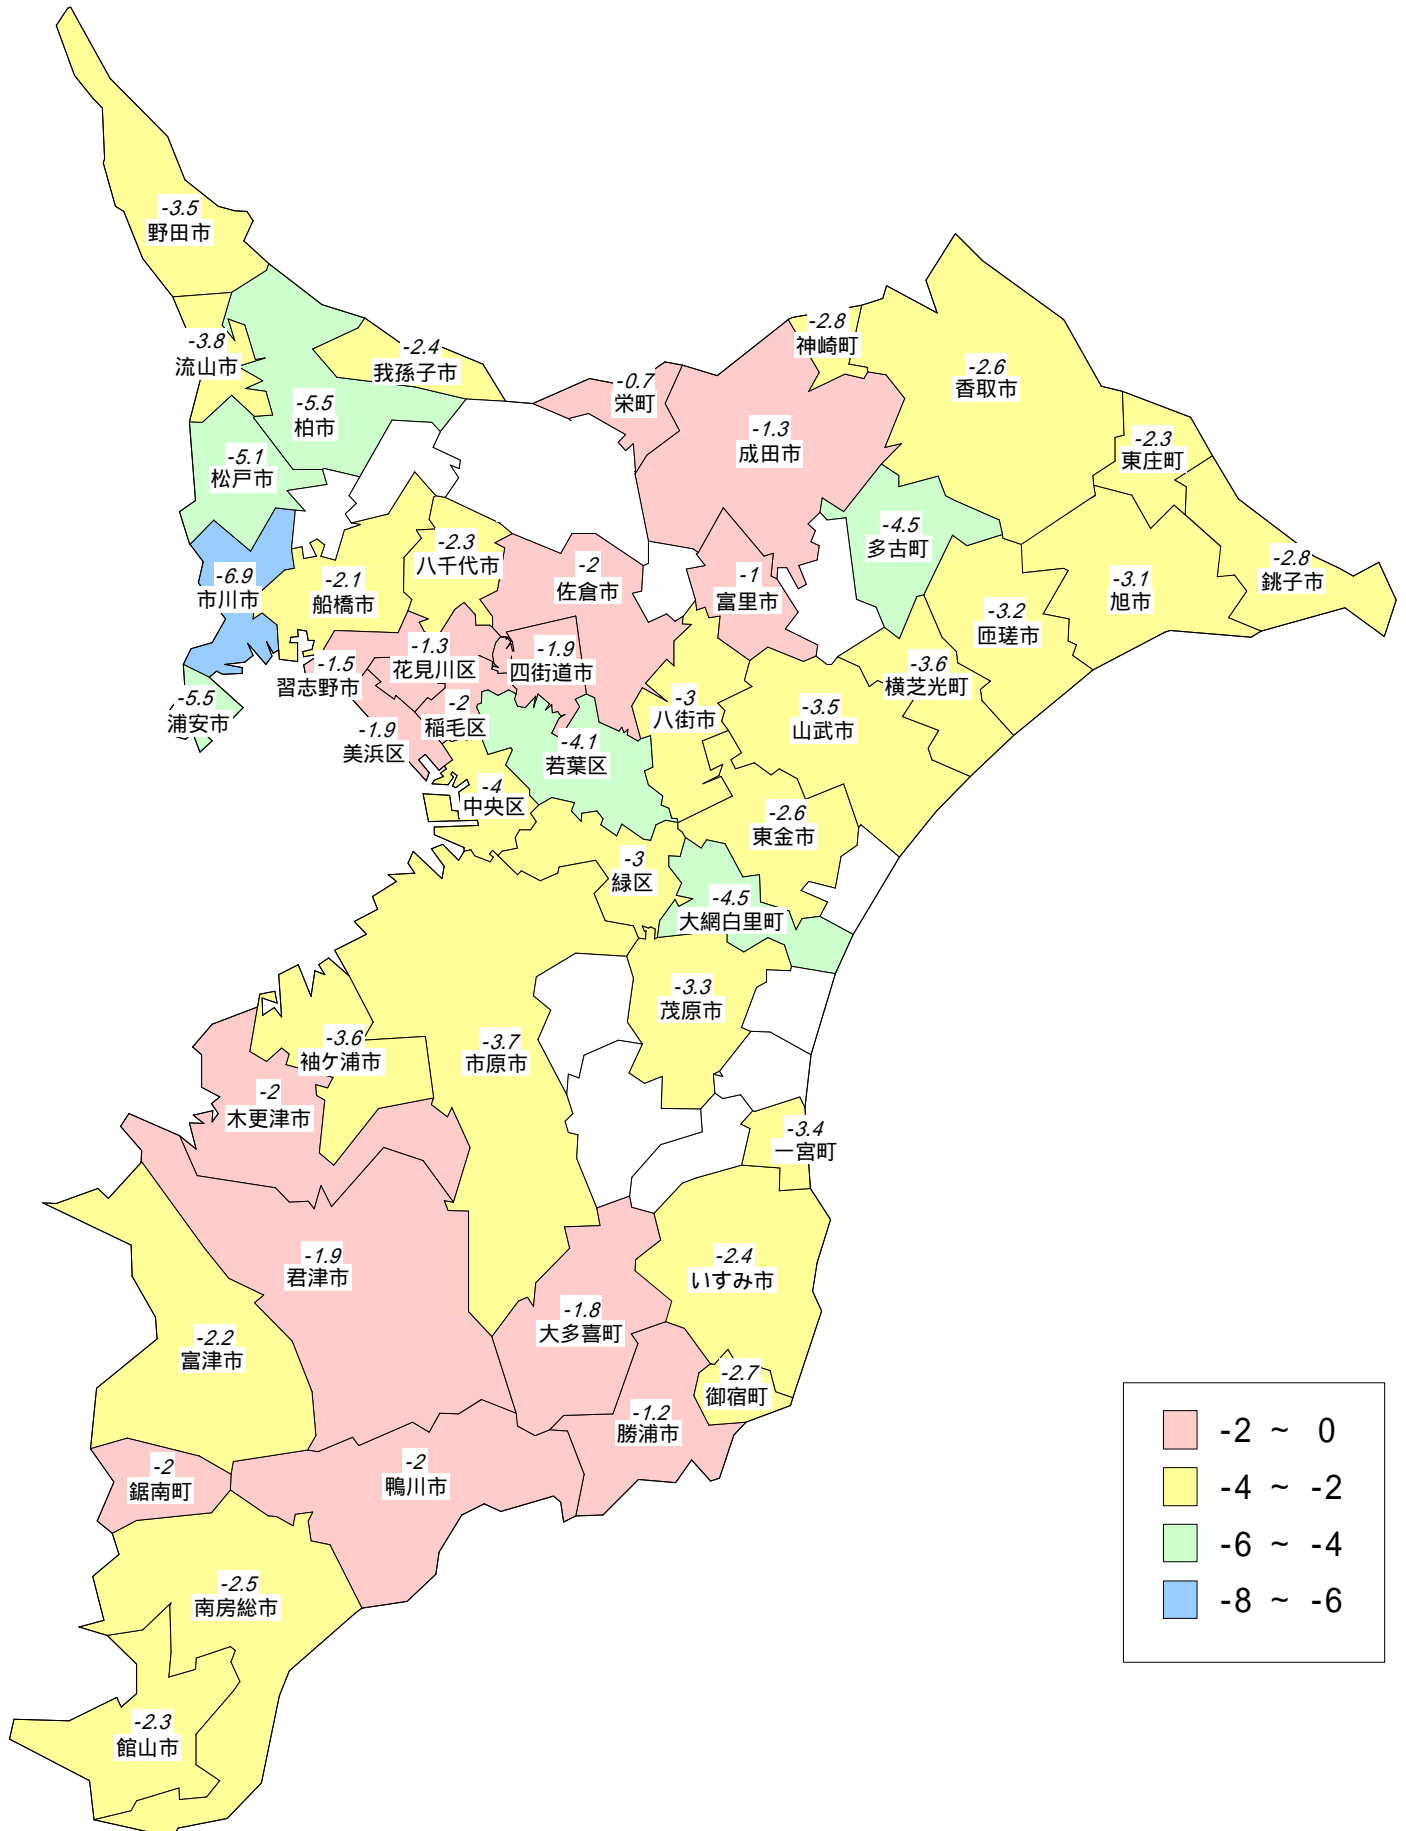 -3.5
野田市
-3.8
流山市
-2.4
我孫子市
-5.5
柏市
-5.1
松戸市
-0.7
栄町
-2.8
神崎町
-1.3
成田市
-2.6
香取市
-2.3
東庄町
-4.5
多古町
-2.8
銚子市
-3.1
旭市
-3.2
匝瑳市
-3.6
横芝光町
-6.9
市川市
-2.1
船橋市
-2.3
八千代市
-2
佐倉市
-1
富里市
-1.5
習志野市
-1.3
花見川区
-1.9
四街道市
-5.5
浦安市
-1.9
美浜区
-2
稲毛区
-4.1
若葉区
-3
八街市
-3.5
山武市
-4
中央区
-2.6
東金市
-3
緑区
-4.5
大網白里町
-3.3
茂原市
-3.6
袖ケ浦市
-3.7
市原市
-2
木更津市
-3.4
一宮町
-1.9
君津市
-2.4
いすみ市
-1.8
大多喜町
-2.2
富津市
-2.7
御宿町
-1.2
勝浦市
-2
鋸南町
-2
鴨川市
-2.5
南房総市
-2.3
館山市
-2 ~ 0
-4 ~ -2
-6 ~ -4
-8 ~ -6